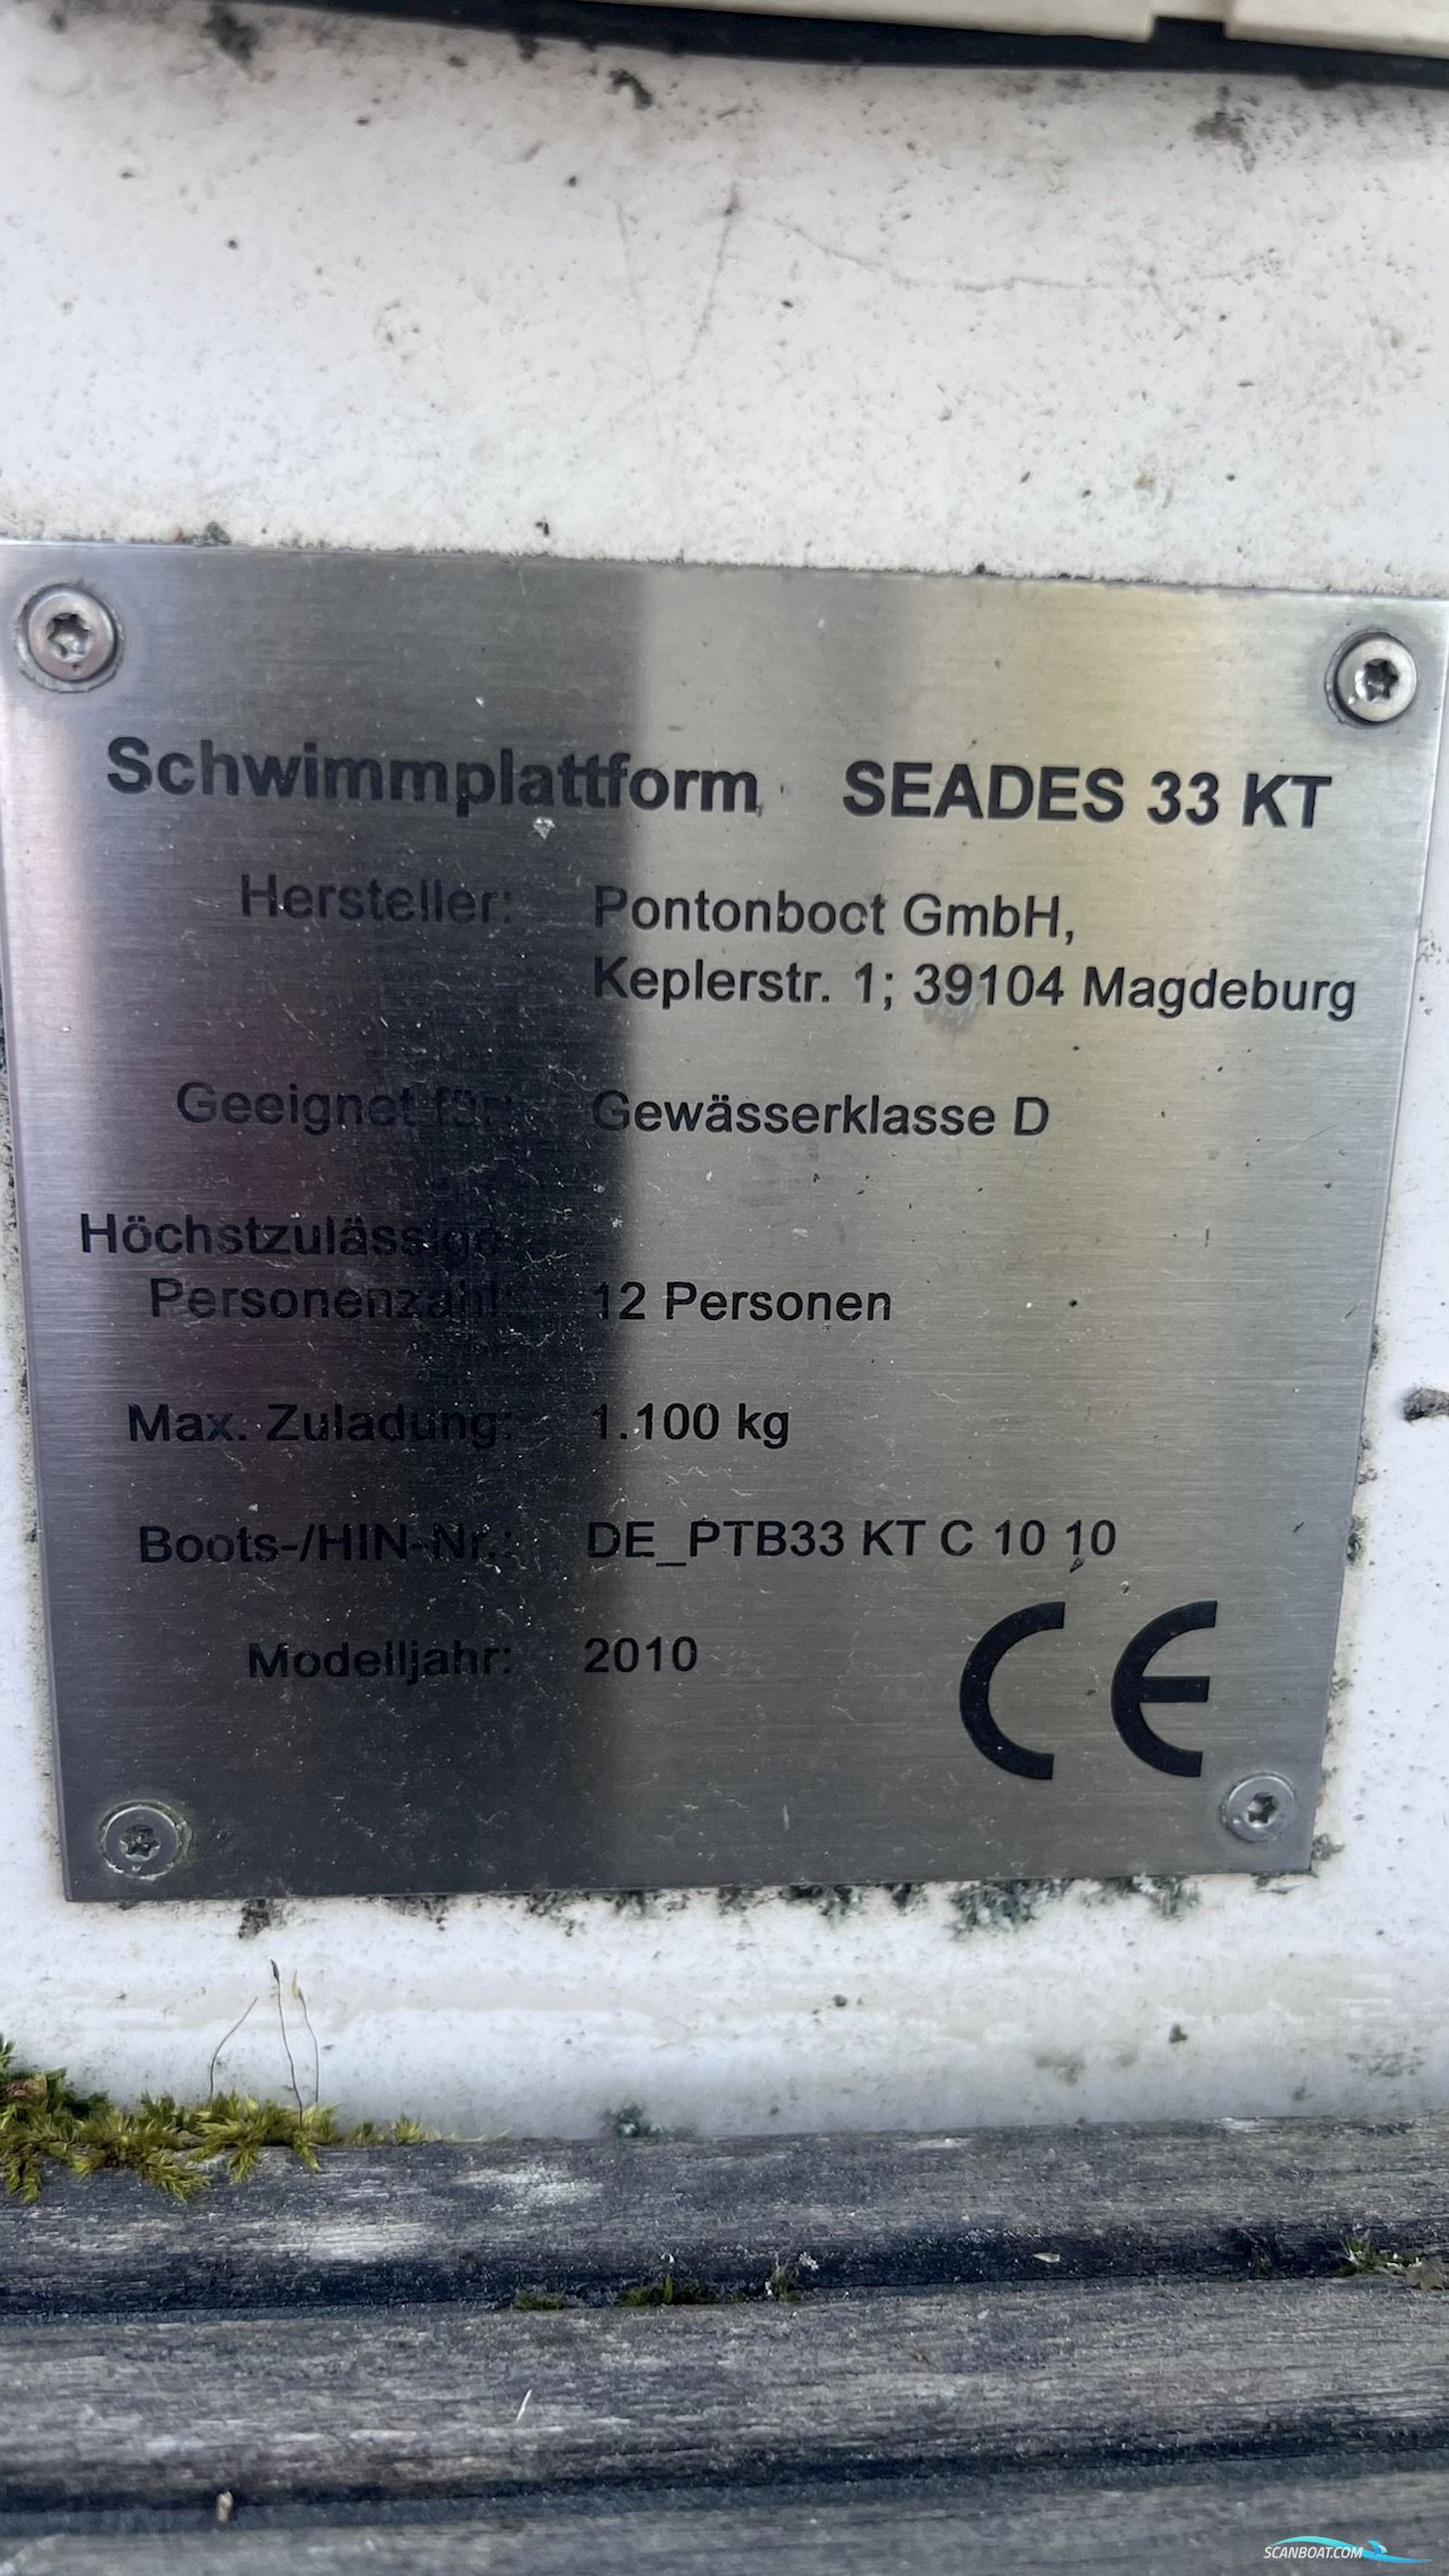 Schwimmplattform, SEADES 33 KT
Hersteller: Pontonboot GmbH,
Keplerstr. 1; 39104 Magdeburg
Geeignet für: Gewässerklasse D
Höchstzulässige
Personenzahl: 12 Personen
Max. Zuladung: 1.100 kg
Boots-/HIN-Nr.: DE_PTB33 KT C 10 10
Modelljahr: 2010
CE
SCANBOAT.COM